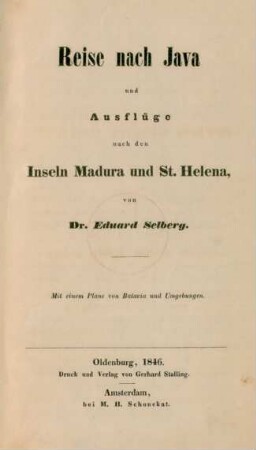 Reise nach Java
und
Ausflüge
nach den
Inseln Madura und St. Helena,
von
Dr. Eduard Selberg.
Mit einem Plane von Batavia und Umgebungen.
Oldenburg, 1846.
Druck und Verlag von Gerhard Stalling.
Amsterdam,
bei M. H. Schonekat.